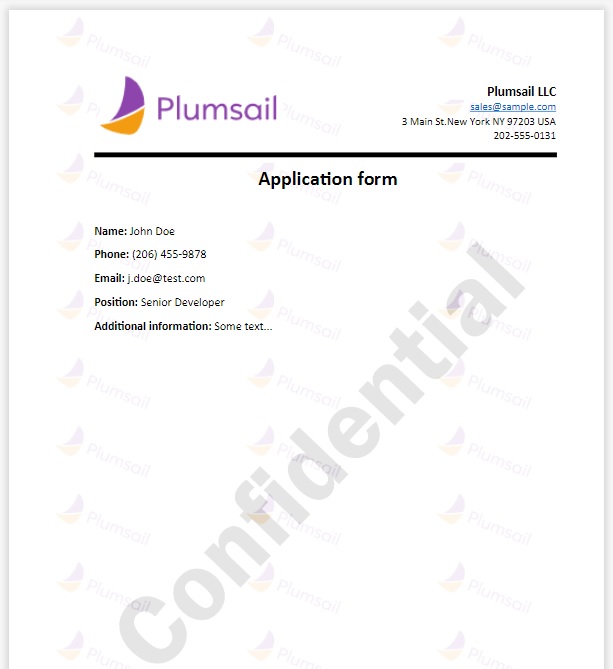 Plumsail
Plumsail LLC
sales@sample.com
3 Main St.New York NY 97203 USA
202-555-0131
Application form
Name: John Doe
Phone: (206) 455-9878
Email: j.doe@test.com
Position: Senior Developer
Additional information: Some text...
Confidential